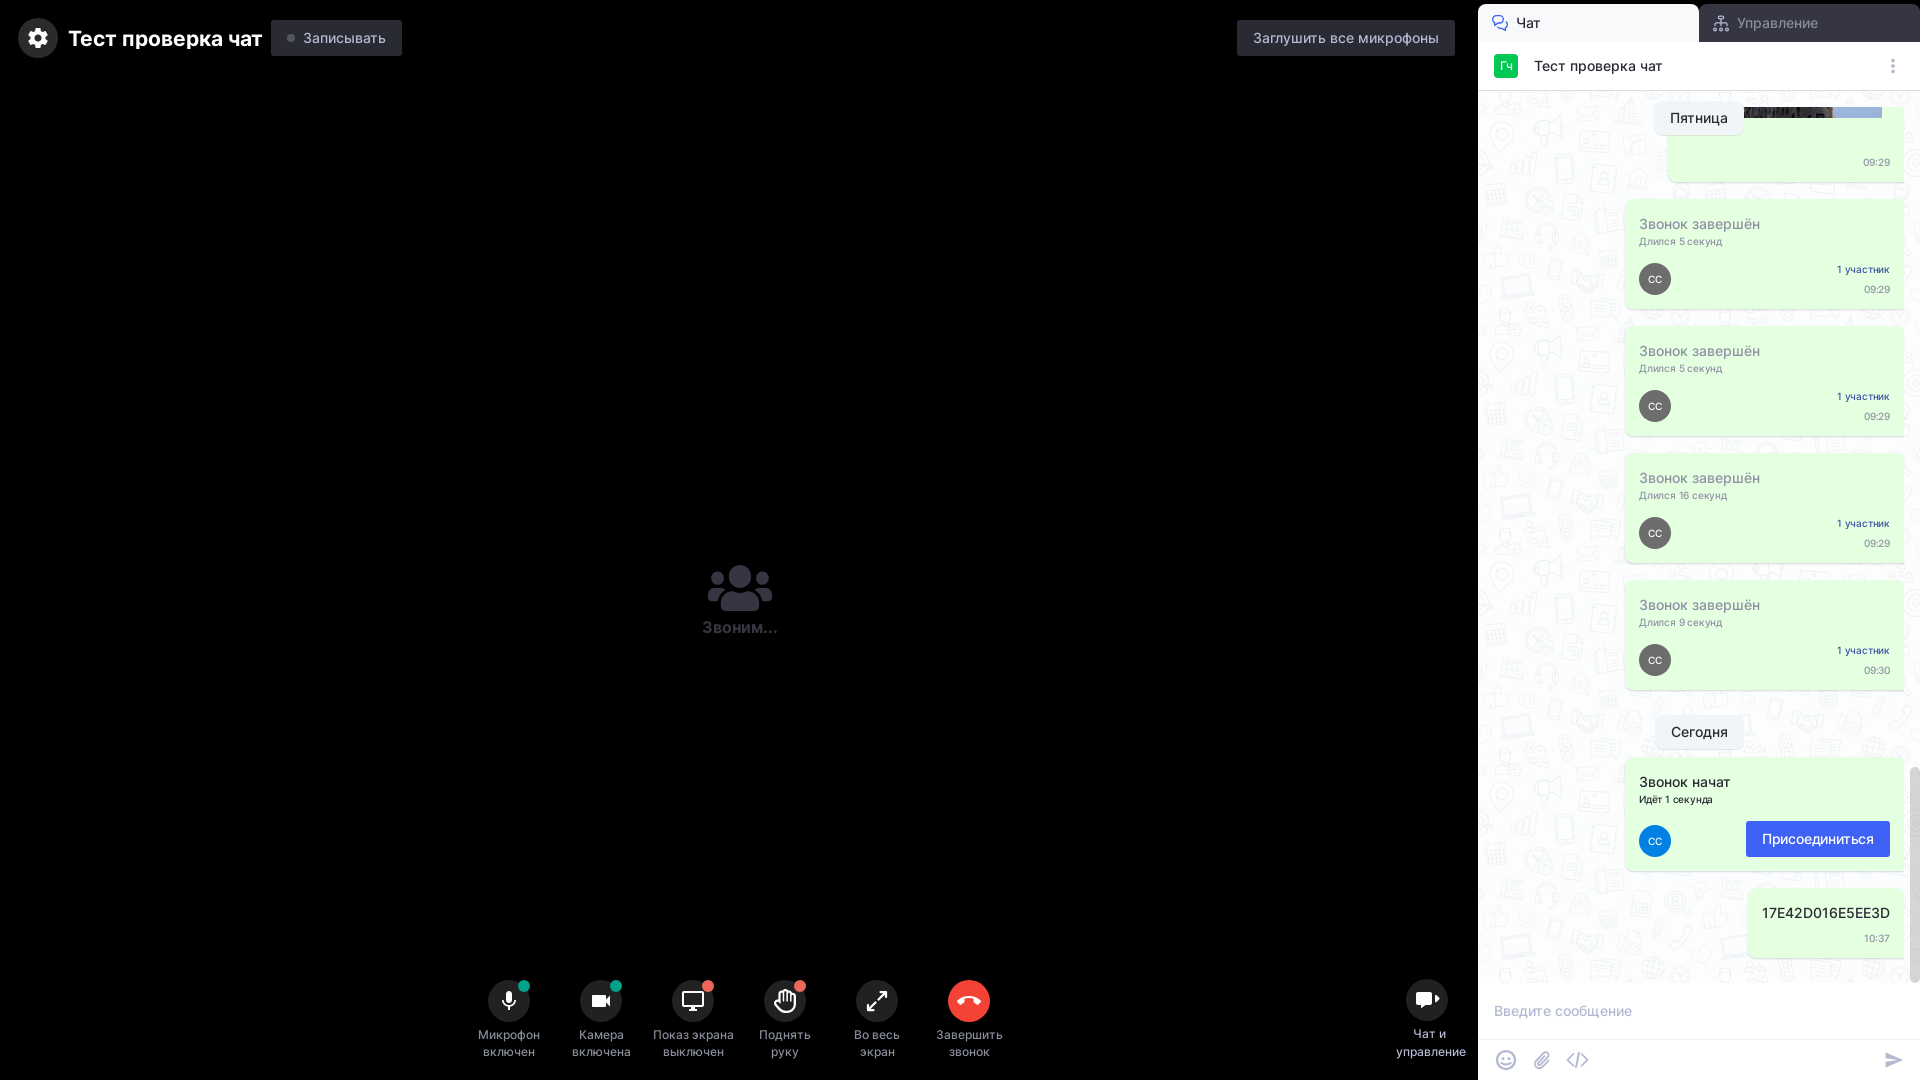 Тест проверка чат
Записывать
Заглушить все микрофоны
Чат
Управление
Гч
Тест проверка чат
Пятница
09:29
Звонок завершён
Длился 5 секунд
СС
1 участник
09:29
Звонок завершён
Длился 5 секунд
СС
1 участник
09:29
Звонок завершён
Длился 16 секунд
СС
1 участник
09:29
Звонок завершён
Длился 9 секунд
СС
1 участник
09:30
Сегодня
Звонок начат
Идёт 1 секунда
СС
Присоединиться
17E42D016E5EE3D
10:37
Звоним...
Микрофон
включен
Камера
включена
Показ экрана
выключен
Поднять
руку
Во весь
экран
Завершить
звонок
Чат и
управление
Введите сообщение